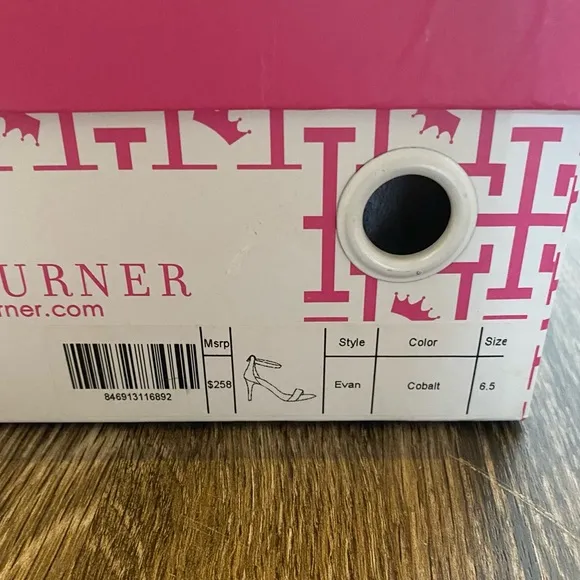 URNER
rner.com
Msrp Style Color Size
$258 Evan Cobalt 6.5
846913116892